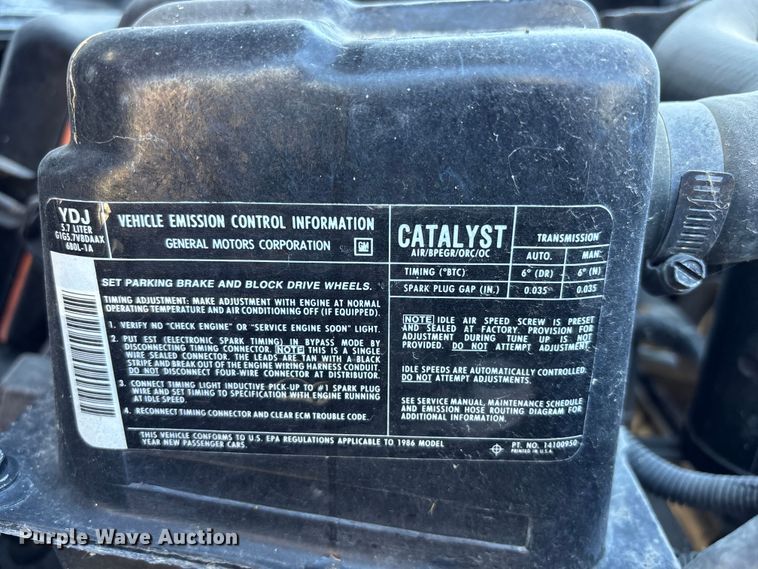 YDJ
5.7 LITER
G1G5.7V8DAAX
6B0L-1A
VEHICLE EMISSION CONTROL INFORMATION
GENERAL MOTORS CORPORATION GM
SET PARKING BRAKE AND BLOCK DRIVE WHEELS.
TIMING ADJUSTMENT: MAKE ADJUSTMENT WITH ENGINE AT NORMAL
OPERATING TEMPERATURE AND AIR CONDITIONING OFF (IF EQUIPPED).
1. VERIFY NO "CHECK ENGINE" OR "SERVICE ENGINE SOON" LIGHT.
2. PUT EST (ELECTRONIC SPARK TIMING) IN BYPASS MODE BY
DISCONNECTING TIMING CONNECTOR. NOTE THIS IS A SINGLE
WIRE SEALED CONNECTOR. THE LEADS ARE TAN WITH A BLACK
STRIPE AND BREAK OUT OF THE ENGINE WIRING HARNESS CONDUIT.
DO NOT DISCONNECT FOUR-WIRE CONNECTOR AT DISTRIBUTOR.
3. CONNECT TIMING LIGHT INDUCTIVE PICK-UP TO #1 SPARK PLUG
WIRE AND SET TIMING TO SPECIFICATION WITH ENGINE RUNNING
AT IDLE SPEED.
4. RECONNECT TIMING CONNECTOR AND CLEAR ECM TROUBLE CODE.
THIS VEHICLE CONFORMS TO U.S. EPA REGULATIONS APPLICABLE TO 1986 MODEL
YEAR NEW PASSENGER CARS.
CATALYST
AIR/BPEGR/ORC/OC
TRANSMISSION
AUTO. MAN.
TIMING (°BTC) 6° (DR) 6° (N)
SPARK PLUG GAP (IN.) 0.035 0.035
NOTE IDLE AIR SPEED SCREW IS PRESET
AND SEALED AT FACTORY. PROVISION FOR
ADJUSTMENT DURING TUNE UP IS NOT
PROVIDED. DO NOT ATTEMPT ADJUSTMENT.
IDLE SPEEDS ARE AUTOMATICALLY CONTROLLED.
DO NOT ATTEMPT ADJUSTMENTS.
SEE SERVICE MANUAL, MAINTENANCE SCHEDULE
AND EMISSION HOSE ROUTING DIAGRAM FOR
ADDITIONAL INFORMATION.
PT. NO. 14100950
PRINTED IN U.S.A.
Purple Wave Auction